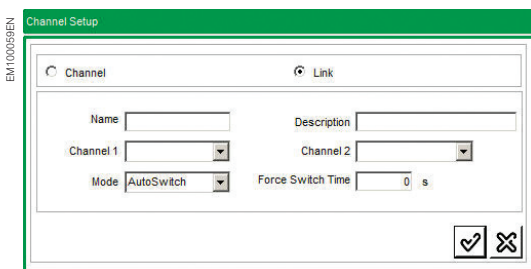 EM100059EN
Channel Setup
Channel Link
Name Description
Channel 1 Channel 2
Mode AutoSwitch Force Switch Time 0 s